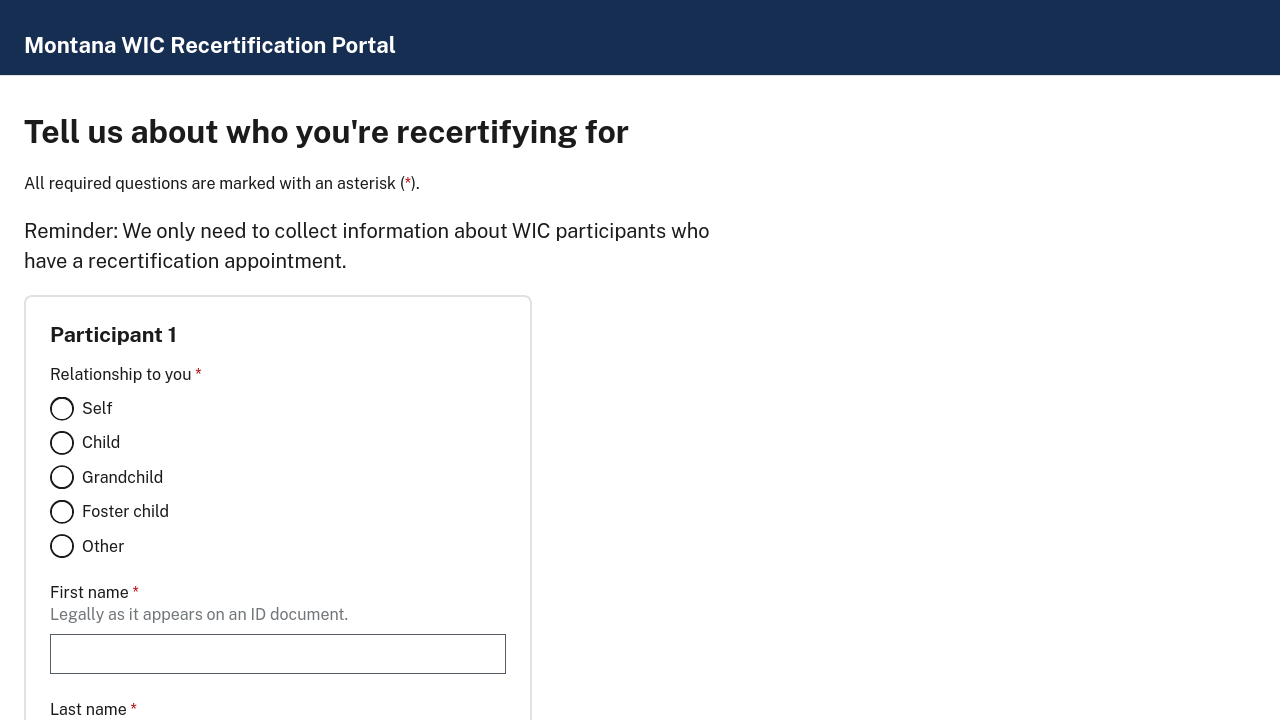 Montana WIC Recertification Portal
Tell us about who you're recertifying for
All required questions are marked with an asterisk (*).
Reminder: We only need to collect information about WIC participants who
have a recertification appointment.
Participant 1
Relationship to you *
Self
Child
Grandchild
Foster child
Other
First name *
Legally as it appears on an ID document.
Last name *